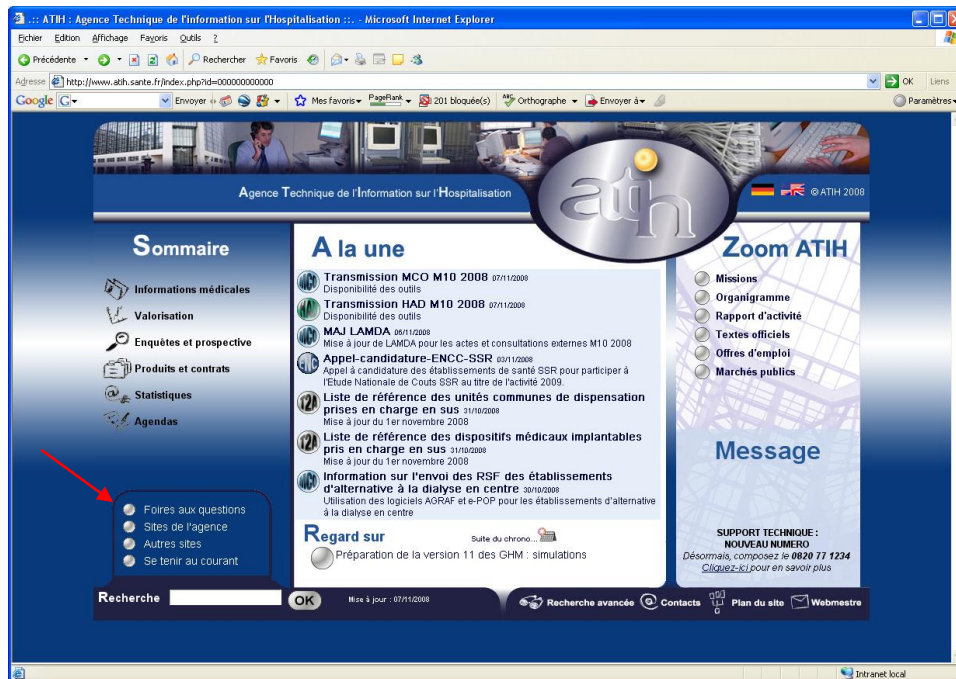 .:: ATIH : Agence Technique de l'information sur l'Hospitalisation ::. - Microsoft Internet Explorer
Fichier Edition Affichage Favoris Outils ?
Précédente Rechercher Favoris
Adresse http://www.atih.sante.fr/index.php?id=000000000000 OK Liens
Google G Envoyer Mes favoris PageRank 201 bloquée(s) ABC Orthographe Envoyer à Paramètres
Agence Technique de l'Information sur l'Hospitalisation
atih
© ATIH 2008
Sommaire
Informations médicales
Valorisation
Enquêtes et prospective
Produits et contrats
Statistiques
Agendas
Foires aux questions
Sites de l'agence
Autres sites
Se tenir au courant
A la une
Transmission MCO M10 2008 07/11/2008
Disponibilité des outils
Transmission HAD M10 2008 07/11/2008
Disponibilité des outils
MAJ LAMDA 06/11/2008
Mise à jour de LAMDA pour les actes et consultations externes M10 2008
Appel-candidature-ENCC-SSR 03/11/2008
Appel à candidature des établissements de santé SSR pour participer à
l'Etude Nationale de Couts SSR au titre de l'activité 2009.
Liste de référence des unités communes de dispensation
prises en charge en sus 31/10/2008
Mise à jour du 1er novembre 2008
Liste de référence des dispositifs médicaux implantables
pris en charge en sus 31/10/2008
Mise à jour du 1er novembre 2008
Information sur l'envoi des RSF des établissements
d'alternative à la dialyse en centre 30/10/2008
Utilisation des logiciels AGRAF et e-POP pour les établissements d'alternative
à la dialyse en centre
Regard sur Suite du chrono...
Préparation de la version 11 des GHM : simulations
Zoom ATIH
Missions
Organigramme
Rapport d'activité
Textes officiels
Offres d'emploi
Marchés publics
Message
SUPPORT TECHNIQUE :
NOUVEAU NUMERO
Désormais, composez le 0820 77 1234
Cliquez-ici pour en savoir plus
Recherche OK Mise à jour : 07/11/2008 Recherche avancée Contacts Plan du site Webmestre
Intranet local